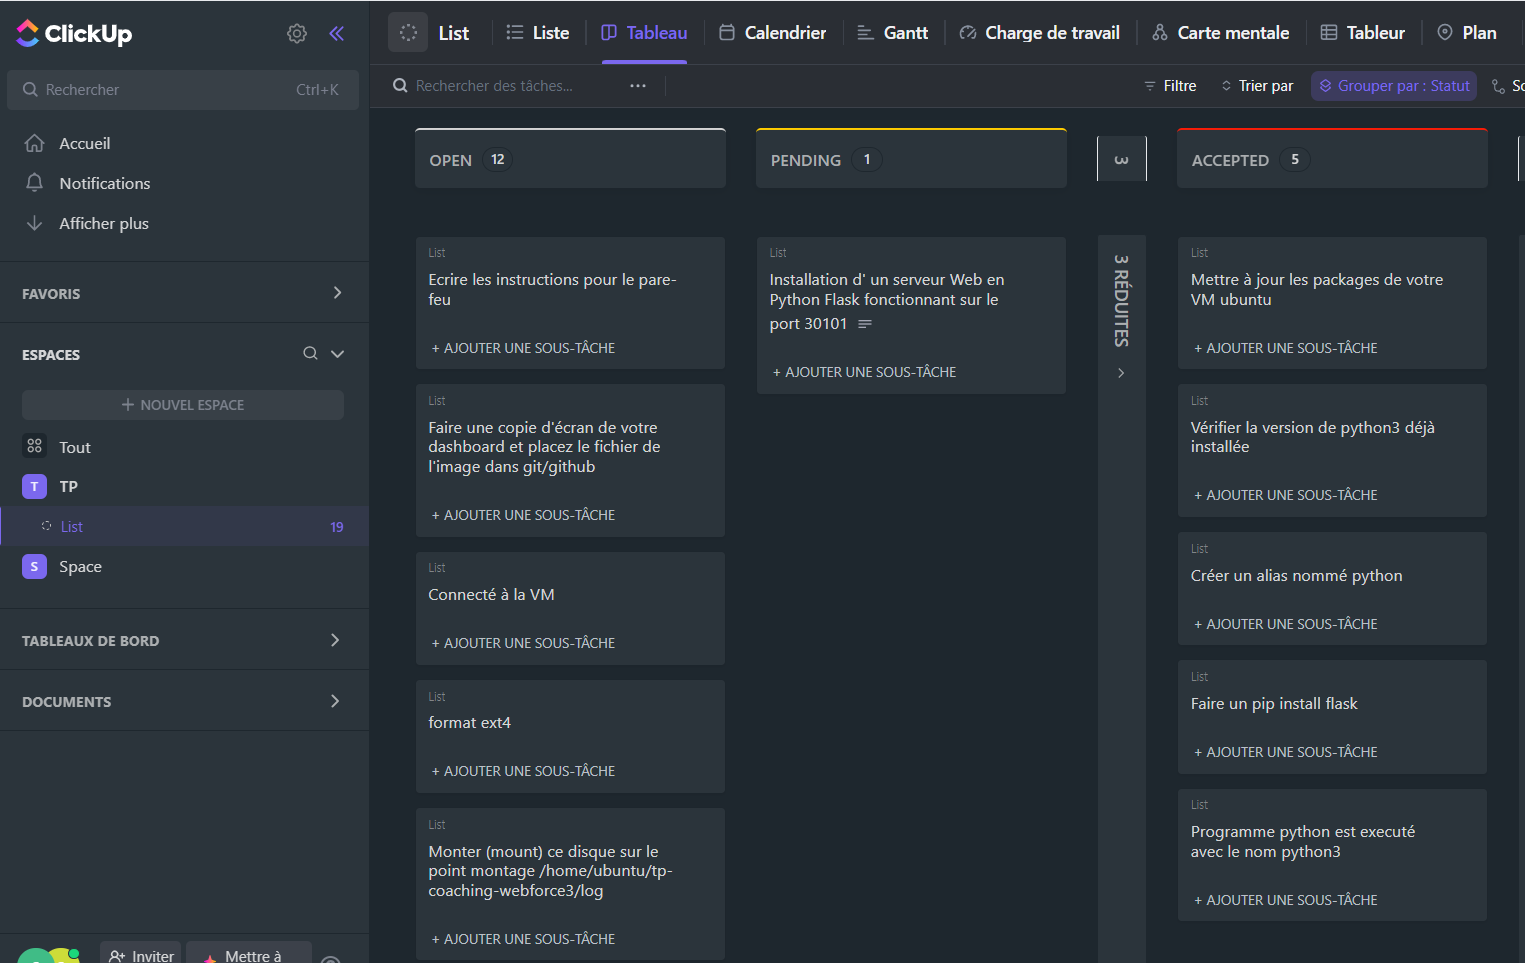 ClickUp
Rechercher
Ctrl+K
Accueil
Notifications
Afficher plus
FAVORIS
ESPACES
+ NOUVEL ESPACE
Tout
T
TP
List
19
S
Space
TABLEAUX DE BORD
DOCUMENTS
Inviter
Mettre à
List
Liste
Tableau
Calendrier
Gantt
Charge de travail
Carte mentale
Tableur
Plan
Rechercher des tâches...
Filtre
Trier par
Grouper par : Statut
So
OPEN
12
List
Ecrire les instructions pour le pare-
feu
+ AJOUTER UNE SOUS-TÂCHE
List
Faire une copie d'écran de votre
dashboard et placez le fichier de
l'image dans git/github
+ AJOUTER UNE SOUS-TÂCHE
List
Connecté à la VM
+ AJOUTER UNE SOUS-TÂCHE
List
format ext4
+ AJOUTER UNE SOUS-TÂCHE
List
Monter (mount) ce disque sur le
point montage /home/ubuntu/tp-
coaching-webforce3/log
+ AJOUTER UNE SOUS-TÂCHE
PENDING
1
List
Installation d' un serveur Web en
Python Flask fonctionnant sur le
port 30101
+ AJOUTER UNE SOUS-TÂCHE
3
3 RÉDUITES
ACCEPTED
5
List
Mettre à jour les packages de votre
VM ubuntu
+ AJOUTER UNE SOUS-TÂCHE
List
Vérifier la version de python3 déjà
installée
+ AJOUTER UNE SOUS-TÂCHE
List
Créer un alias nommé python
+ AJOUTER UNE SOUS-TÂCHE
List
Faire un pip install flask
+ AJOUTER UNE SOUS-TÂCHE
List
Programme python est executé
avec le nom python3
+ AJOUTER UNE SOUS-TÂCHE